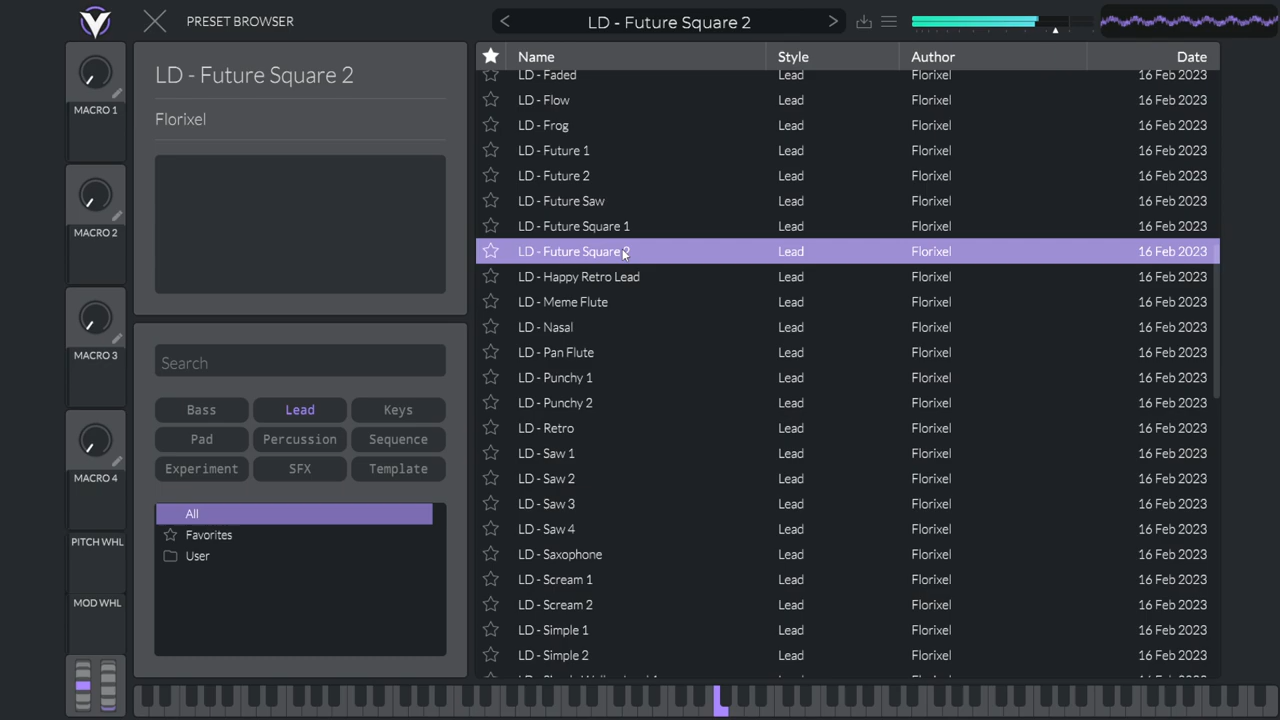 PRESET BROWSER
LD - Future Square 2
MACRO 1
MACRO 2
MACRO 3
MACRO 4
PITCH WHL
MOD WHL
LD - Future Square 2
Florixel
Search
Bass Lead Keys
Pad Percussion Sequence
Experiment SFX Template
All
Favorites
User
Name Style Author Date
LD - Faded Lead Florixel 16 Feb 2023
LD - Flow Lead Florixel 16 Feb 2023
LD - Frog Lead Florixel 16 Feb 2023
LD - Future 1 Lead Florixel 16 Feb 2023
LD - Future 2 Lead Florixel 16 Feb 2023
LD - Future Saw Lead Florixel 16 Feb 2023
LD - Future Square 1 Lead Florixel 16 Feb 2023
LD - Future Square 2 Lead Florixel 16 Feb 2023
LD - Happy Retro Lead Lead Florixel 16 Feb 2023
LD - Meme Flute Lead Florixel 16 Feb 2023
LD - Nasal Lead Florixel 16 Feb 2023
LD - Pan Flute Lead Florixel 16 Feb 2023
LD - Punchy 1 Lead Florixel 16 Feb 2023
LD - Punchy 2 Lead Florixel 16 Feb 2023
LD - Retro Lead Florixel 16 Feb 2023
LD - Saw 1 Lead Florixel 16 Feb 2023
LD - Saw 2 Lead Florixel 16 Feb 2023
LD - Saw 3 Lead Florixel 16 Feb 2023
LD - Saw 4 Lead Florixel 16 Feb 2023
LD - Saxophone Lead Florixel 16 Feb 2023
LD - Scream 1 Lead Florixel 16 Feb 2023
LD - Scream 2 Lead Florixel 16 Feb 2023
LD - Simple 1 Lead Florixel 16 Feb 2023
LD - Simple 2 Lead Florixel 16 Feb 2023